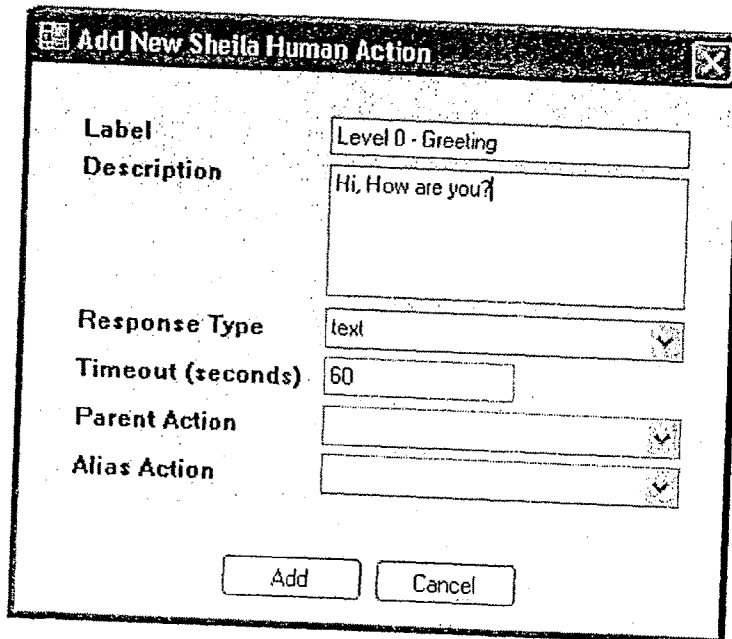 Add New Sheila Human Action
Label
Level 0 - Greeting
Description
Hi, How are you?
Response Type
text
Timeout (seconds)
60
Parent Action
Alias Action
Add
Cancel